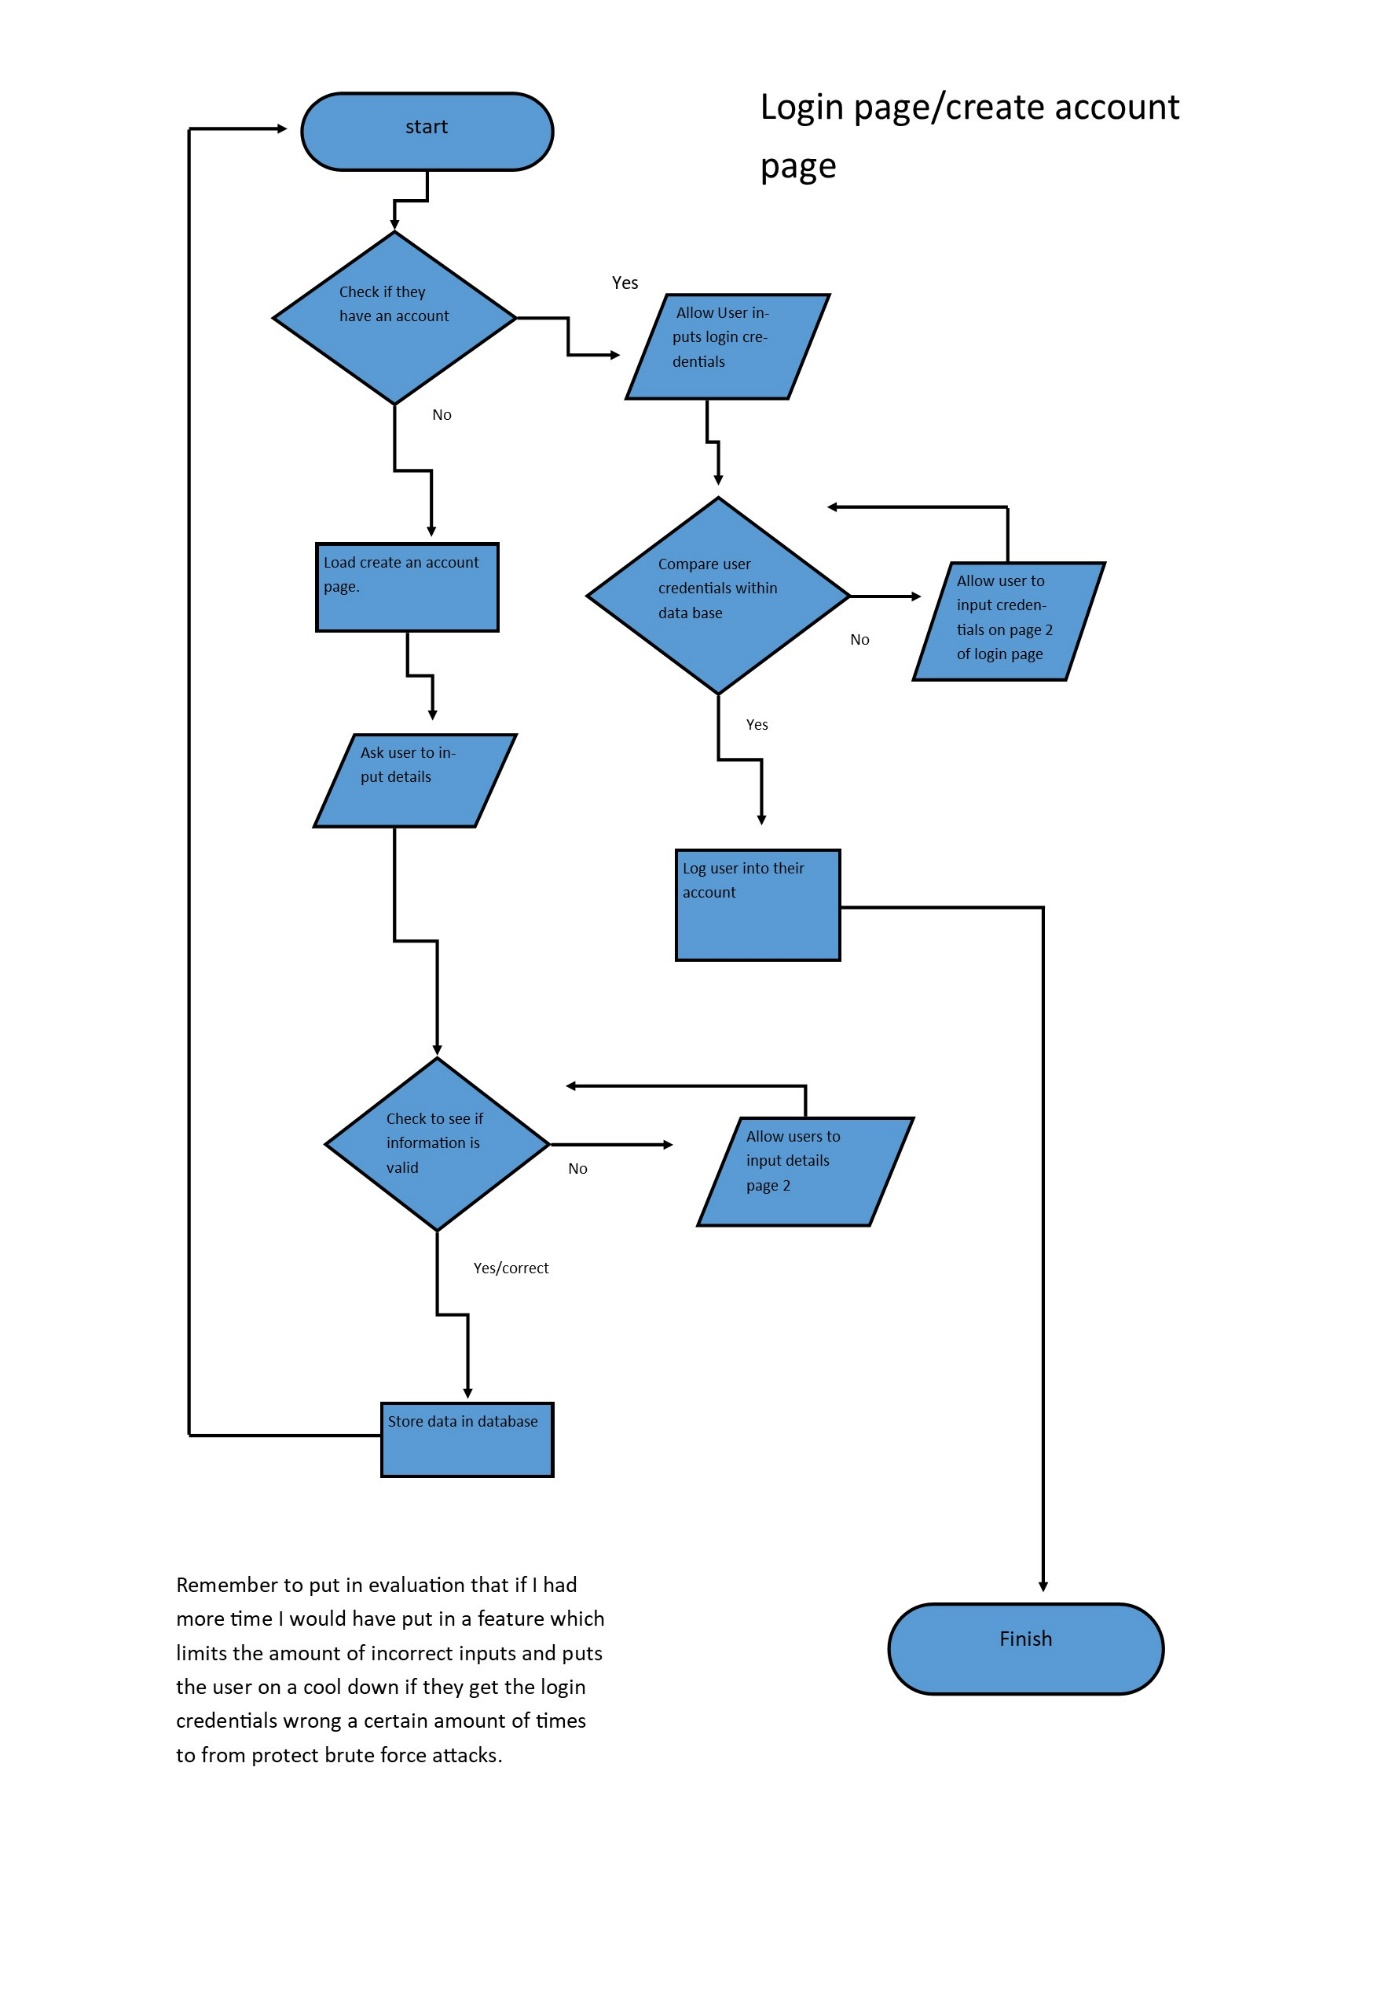 Login page/create account
page
start
Check if they
have an account
Yes
Allow User in-
puts login cre-
dentials
No
Load create an account
page.
Compare user
credentials within
data base
No
Allow user to
input creden-
tials on page 2
of login page
Yes
Ask user to in-
put details
Log user into their
account
Check to see if
information is
valid
No
Allow users to
input details
page 2
Yes/correct
Store data in database
Remember to put in evaluation that if I had
more time I would have put in a feature which
limits the amount of incorrect inputs and puts
the user on a cool down if they get the login
credentials wrong a certain amount of times
to from protect brute force attacks.
Finish